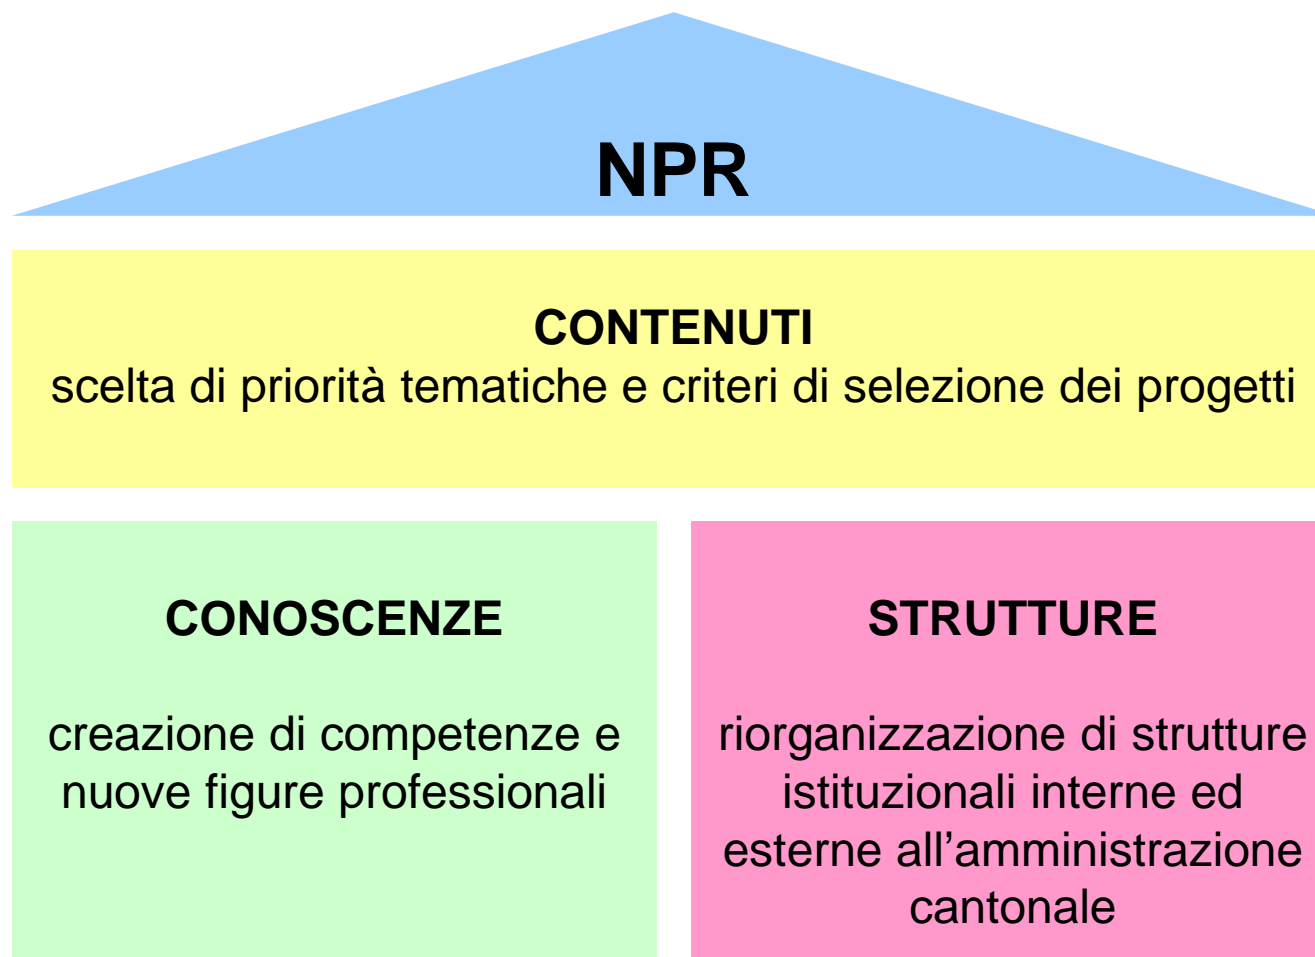 NPR
CONTENUTI
scelta di priorità tematiche e criteri di selezione dei progetti
CONOSCENZE
creazione di competenze e
nuove figure professionali
STRUTTURE
riorganizzazione di strutture
istituzionali interne ed
esterne all’amministrazione
cantonale